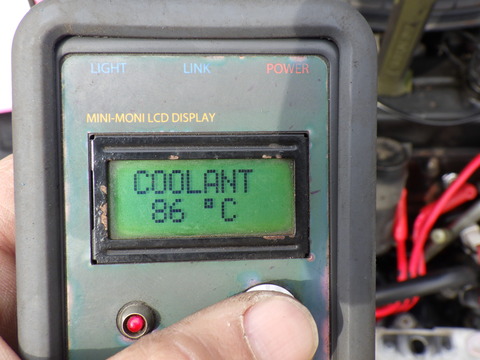 LIGHT LINK POWER
MINI-MONI LCD DISPLAY
COOLANT
86 °C